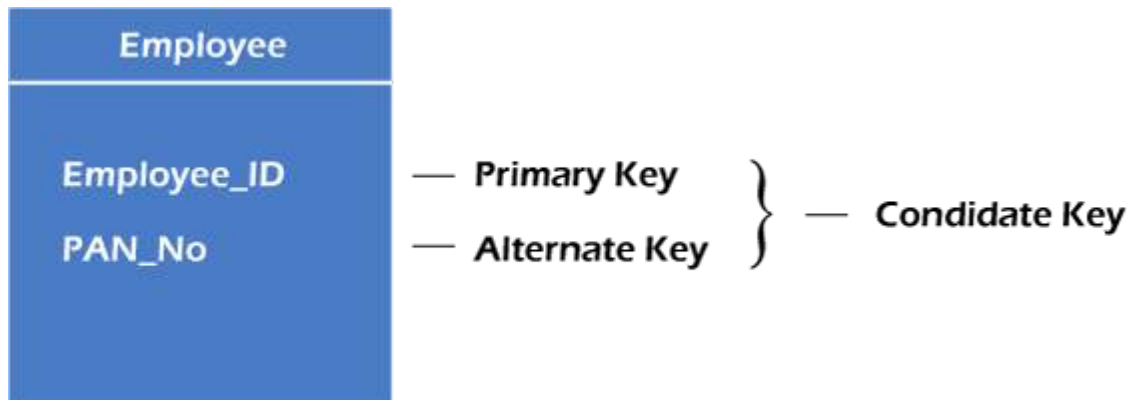 Employee
Employee_ID — Primary Key
PAN_No — Alternate Key
— Condidate Key